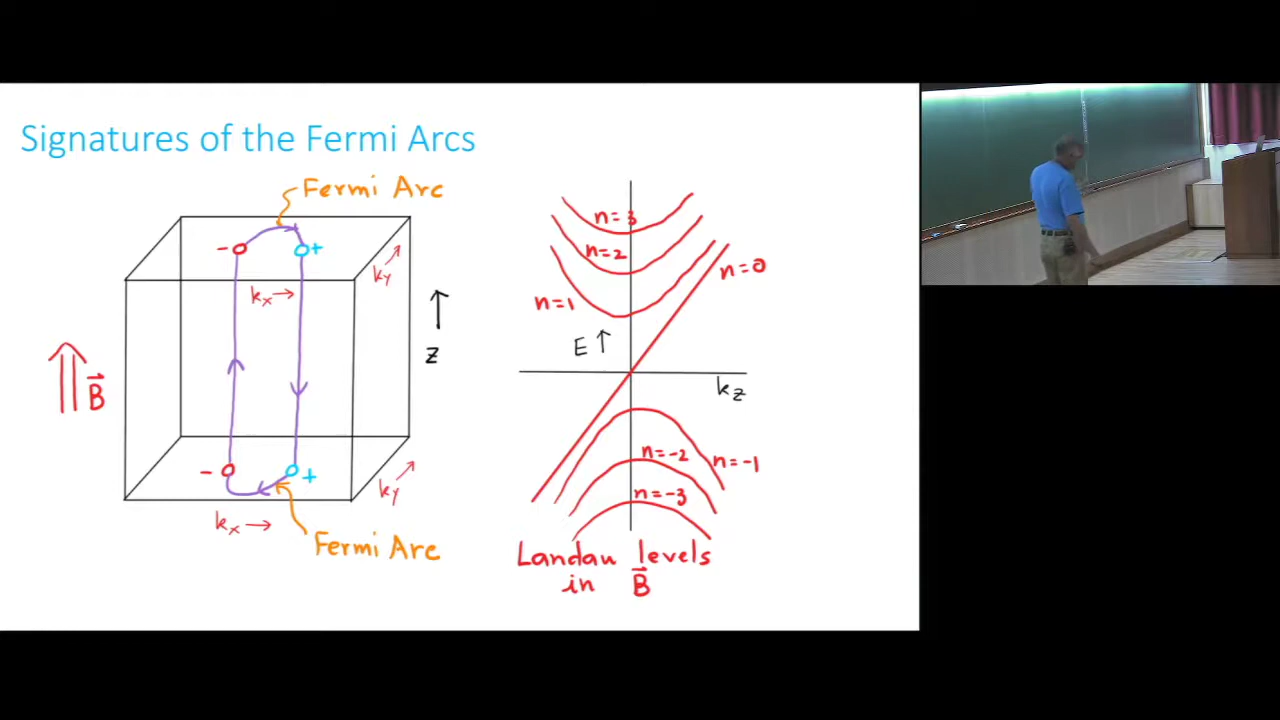 Signatures of the Fermi Arcs
Fermi Arc
- +
kx →
ky
↑
z
B
- +
kx →
ky
Fermi Arc
n=3
n=2
n=1
n=0
E ↑
kz
n=-1
n=-2
n=-3
Landau levels
in B